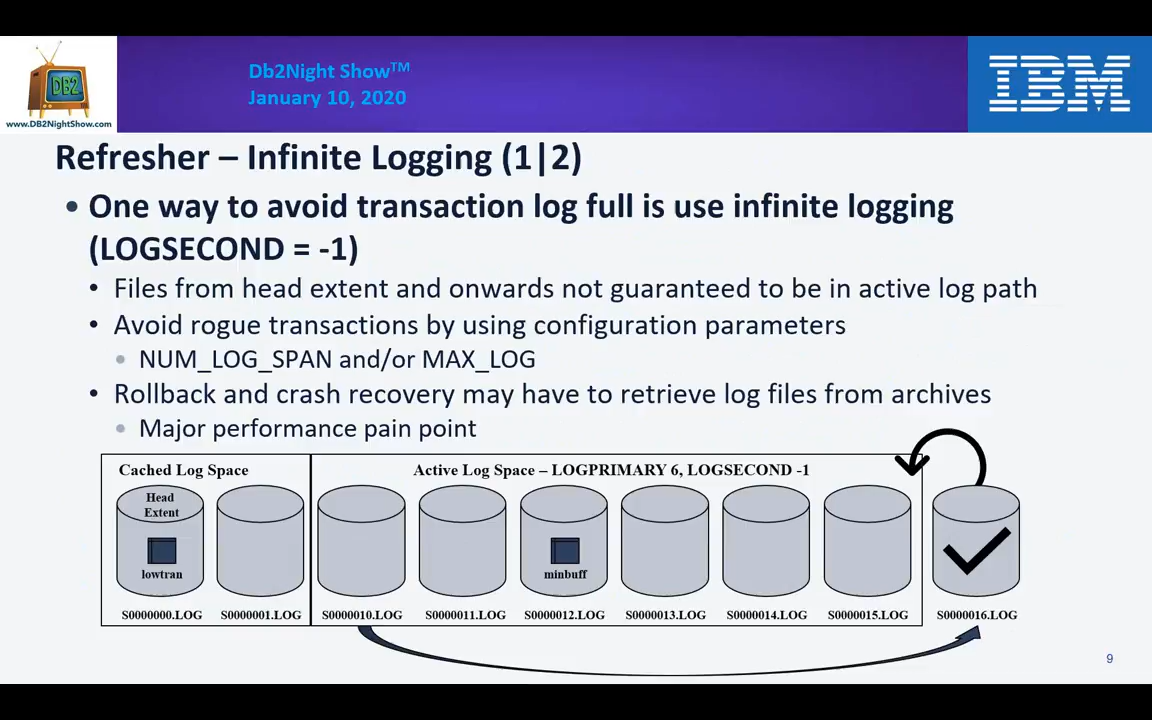 DB2
www.DB2NightShow.com
Db2Night Show™
January 10, 2020
IBM
Refresher – Infinite Logging (1|2)
• One way to avoid transaction log full is use infinite logging
(LOGSECOND = -1)
• Files from head extent and onwards not guaranteed to be in active log path
• Avoid rogue transactions by using configuration parameters
• NUM_LOG_SPAN and/or MAX_LOG
• Rollback and crash recovery may have to retrieve log files from archives
• Major performance pain point
Cached Log Space
Active Log Space – LOGPRIMARY 6, LOGSECOND -1
Head
Extent
lowtran
minbuff
S0000000.LOG
S0000001.LOG
S0000010.LOG
S0000011.LOG
S0000012.LOG
S0000013.LOG
S0000014.LOG
S0000015.LOG
S0000016.LOG
9